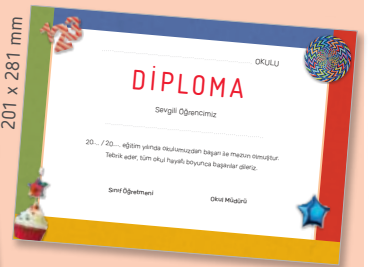 201 x 281 mm
OKULU
DİPLOMA
Sevgili Öğrencimiz
20.... / 20..... eğitim yılında okulumuzdan başarı ile mezun olmuştur.
Tebrik eder, tüm okul hayatı boyunca başarılar dileriz.
Sınıf Öğretmeni
Okul Müdürü